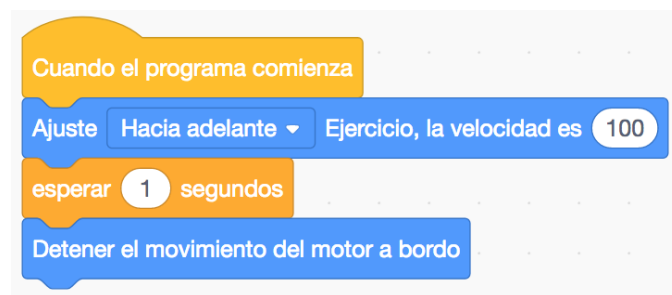 Cuando el programa comienza
Ajuste Hacia adelante Ejercicio, la velocidad es 100
esperar 1 segundos
Detener el movimiento del motor a bordo